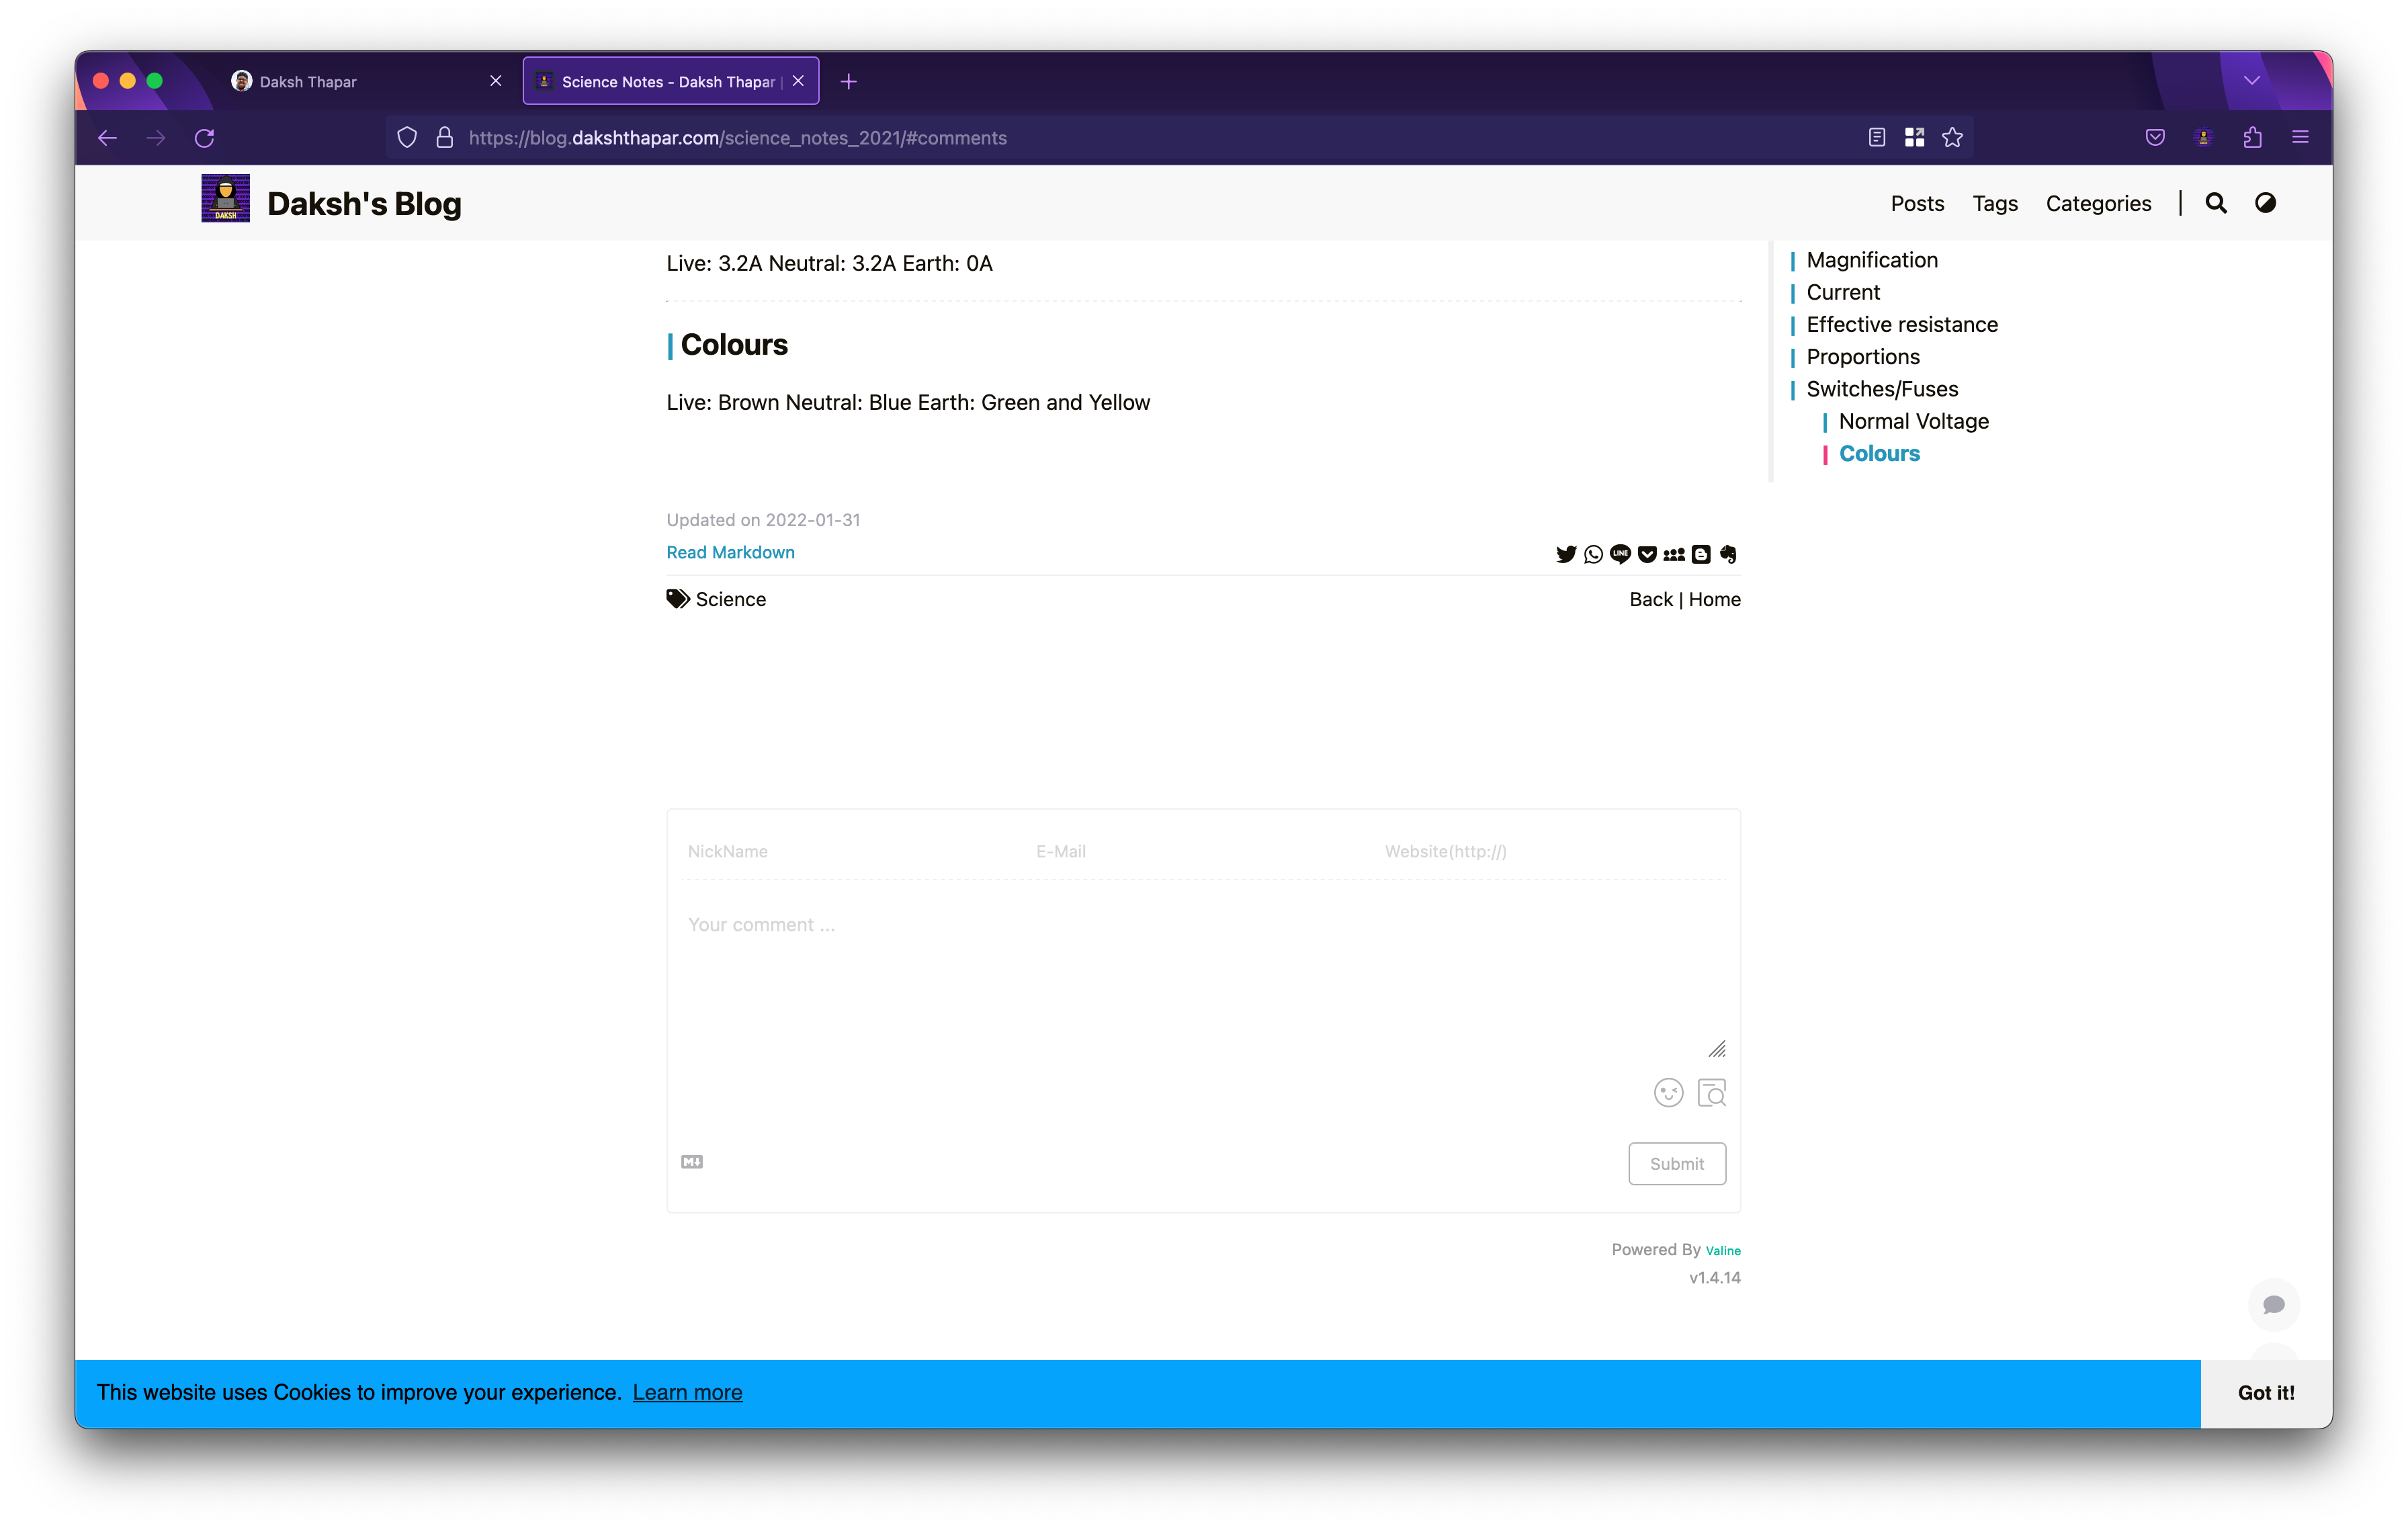 Daksh Thapar
Science Notes - Daksh Thapar |
https://blog.dakshthapar.com/science_notes_2021/#comments
DAKSH
Daksh's Blog
Posts
Tags
Categories
Live: 3.2A Neutral: 3.2A Earth: 0A
Colours
Live: Brown Neutral: Blue Earth: Green and Yellow
Magnification
Current
Effective resistance
Proportions
Switches/Fuses
Normal Voltage
Colours
Updated on 2022-01-31
Read Markdown
LINE
Science
Back | Home
NickName
E-Mail
Website(http://)
Your comment ...
M
Submit
Powered By Valine
v1.4.14
This website uses Cookies to improve your experience. Learn more
Got it!